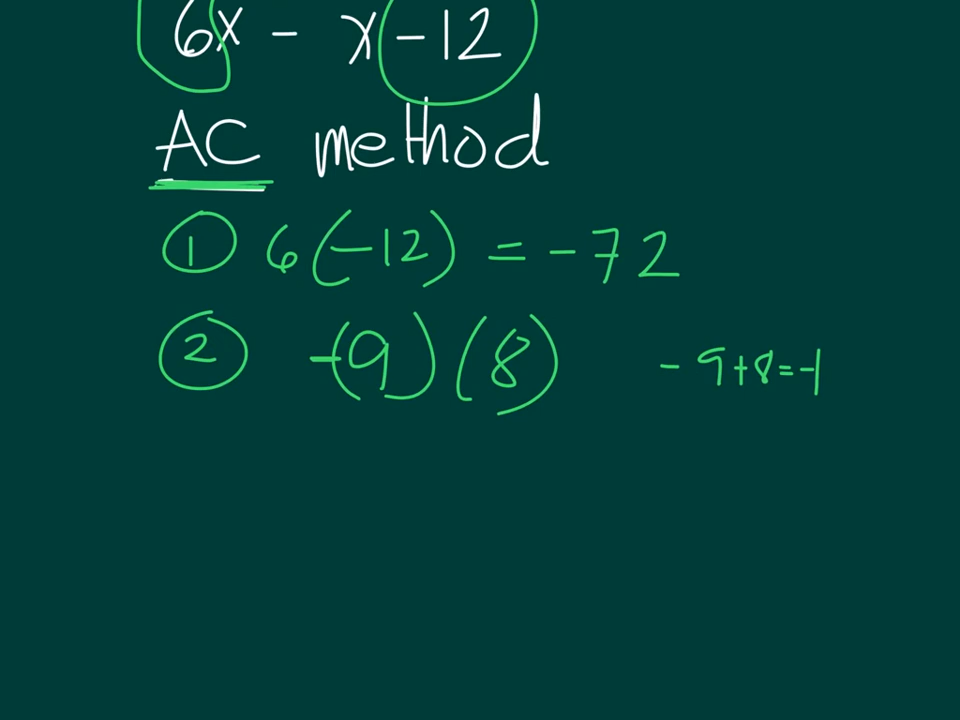 6x - x - 12
AC method
① 6(-12) = -72
② -(9)(8) -9+8=-1